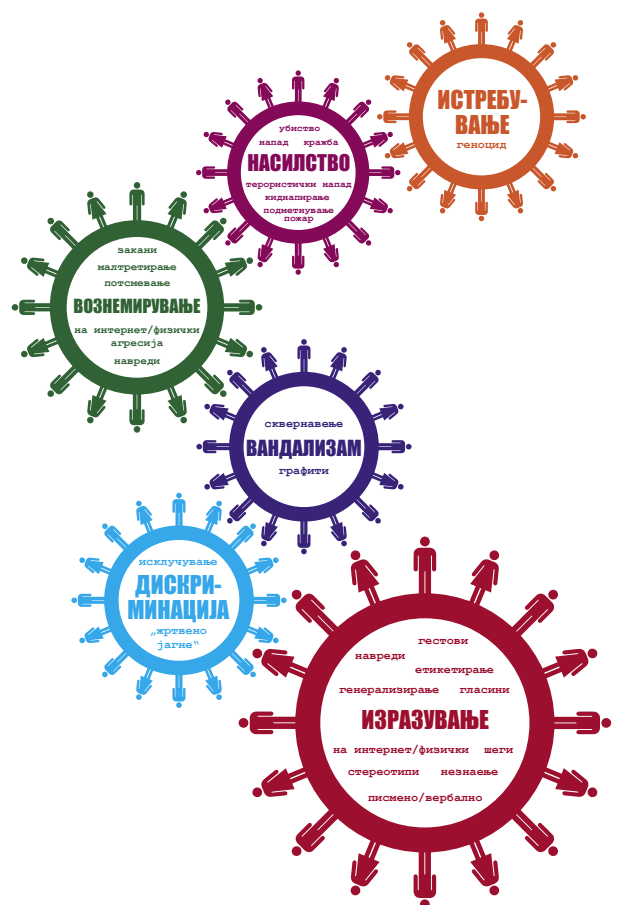 ИСТРЕБУ-
ВАЊЕ
геноцид
убиство
напад кражба
НАСИЛСТВО
терористички напад
киднапирање
подметнување
пожар
закани
малтретирање
потсмевање
ВОЗНЕМИРУВАЊЕ
на интернет/физички
агресија
навреди
сквернавење
ВАНДАЛИЗАМ
графити
исклучување
ДИСКРИ-
МИНАЦИЈА
„жртвено
јагне“
гестови
навреди
етикетирање
генерализирање гласини
ИЗРАЗУВАЊЕ
на интернет/физички шеги
стереотипи незнаење
писмено/вербално